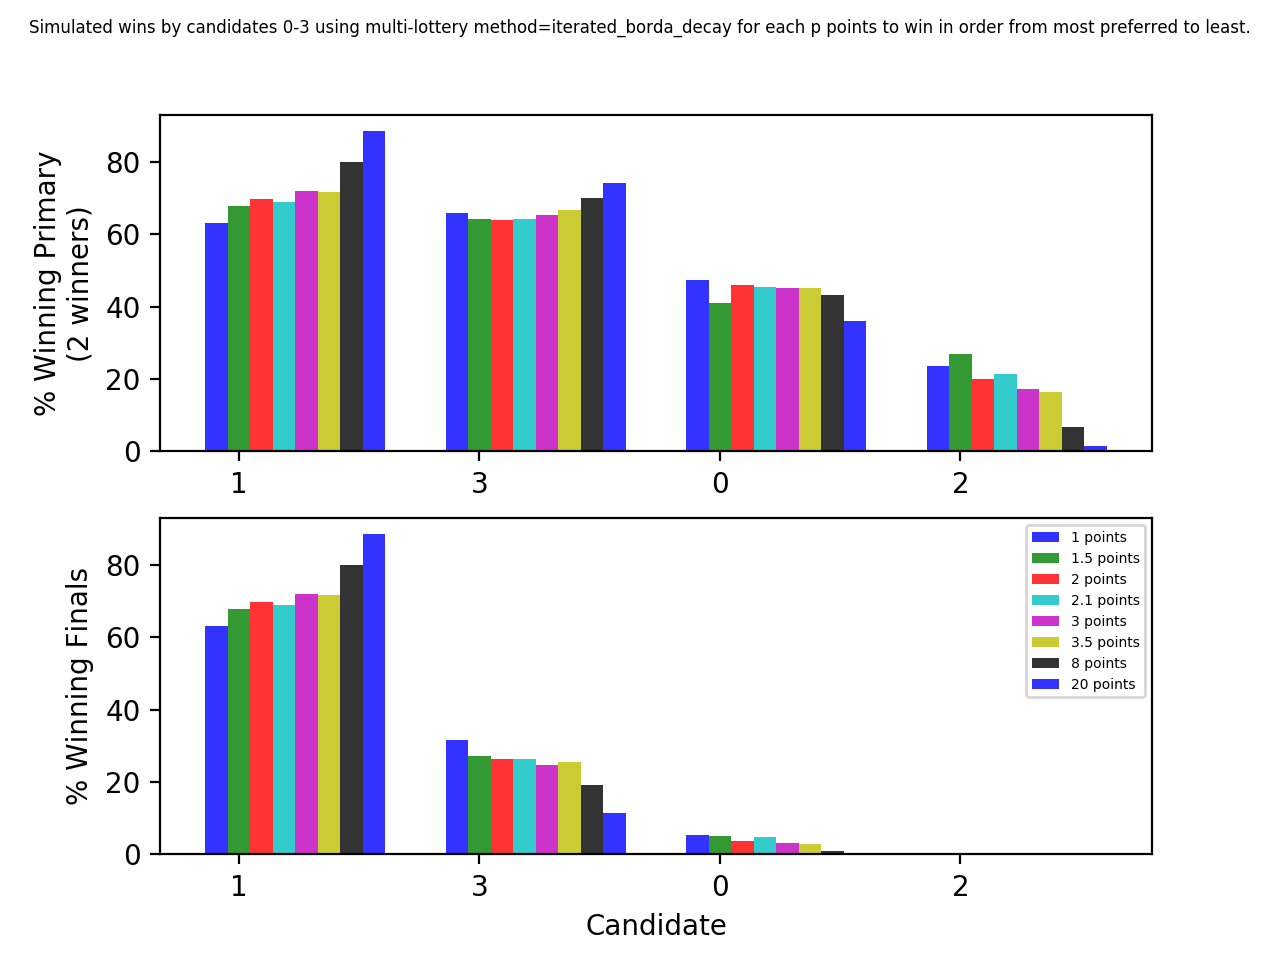 Simulated wins by candidates 0-3 using multi-lottery method=iterated_borda_decay for each p points to win in order from most preferred to least.
% Winning Primary
(2 winners)
80
60
40
20
0
1 3 0 2
% Winning Finals
80
60
40
20
0
1 points
1.5 points
2 points
2.1 points
3 points
3.5 points
8 points
20 points
1 3 0 2
Candidate